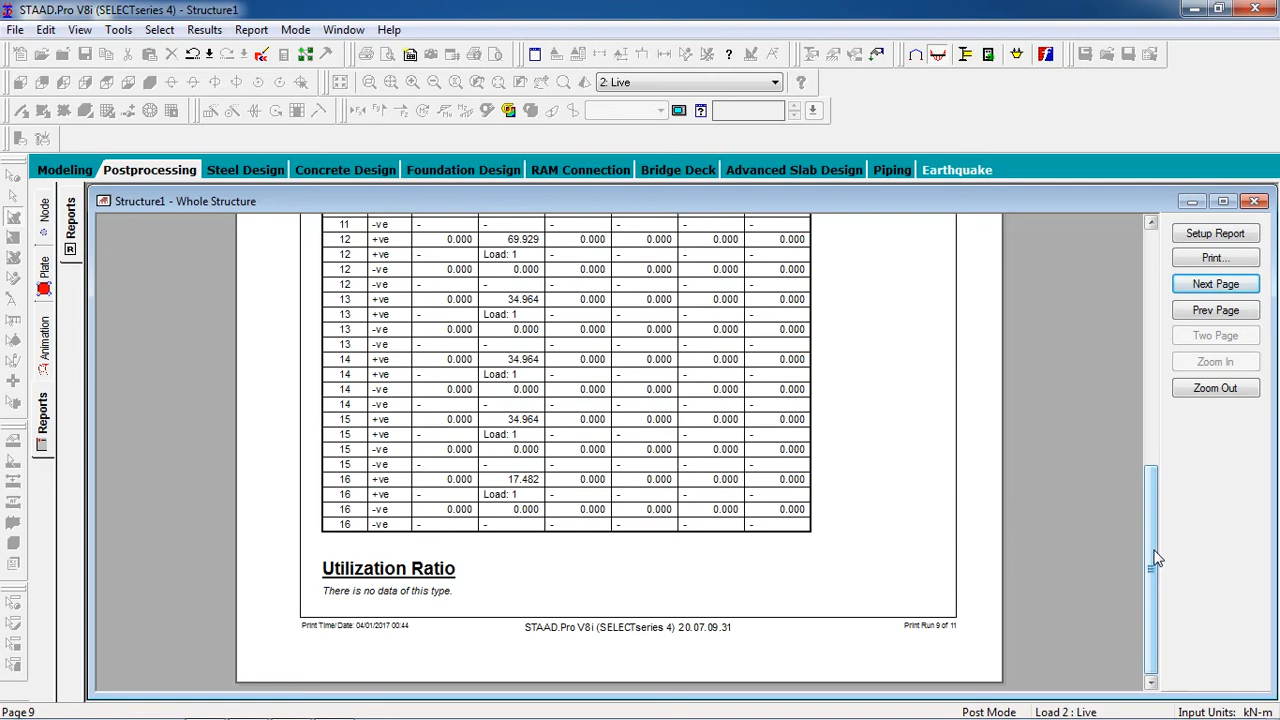 STAAD.Pro V8i (SELECTseries 4) - Structure1
File Edit View Tools Select Results Report Mode Window Help
2: Live
Modeling Postprocessing Steel Design Concrete Design Foundation Design RAM Connection Bridge Deck Advanced Slab Design Piping Earthquake
Node
Plate
Animation
Reports
Reports
Structure1 - Whole Structure
11 -ve - - - - - -
12 +ve 0.000 69.929 0.000 0.000 0.000 0.000
12 +ve - Load: 1 - - - -
12 -ve 0.000 0.000 0.000 0.000 0.000 0.000
12 -ve - - - - - -
13 +ve 0.000 34.964 0.000 0.000 0.000 0.000
13 +ve - Load: 1 - - - -
13 -ve 0.000 0.000 0.000 0.000 0.000 0.000
13 -ve - - - - - -
14 +ve 0.000 34.964 0.000 0.000 0.000 0.000
14 +ve - Load: 1 - - - -
14 -ve 0.000 0.000 0.000 0.000 0.000 0.000
14 -ve - - - - - -
15 +ve 0.000 34.964 0.000 0.000 0.000 0.000
15 +ve - Load: 1 - - - -
15 -ve 0.000 0.000 0.000 0.000 0.000 0.000
15 -ve - - - - - -
16 +ve 0.000 17.482 0.000 0.000 0.000 0.000
16 +ve - Load: 1 - - - -
16 -ve 0.000 0.000 0.000 0.000 0.000 0.000
16 -ve - - - - - -
Utilization Ratio
There is no data of this type.
Print Time/Date: 04/01/2017 00:44 STAAD.Pro V8i (SELECTseries 4) 20.07.09.31 Print Run 9 of 11
Setup Report
Print...
Next Page
Prev Page
Two Page
Zoom In
Zoom Out
Page 9 Post Mode Load 2 : Live Input Units: kN-m